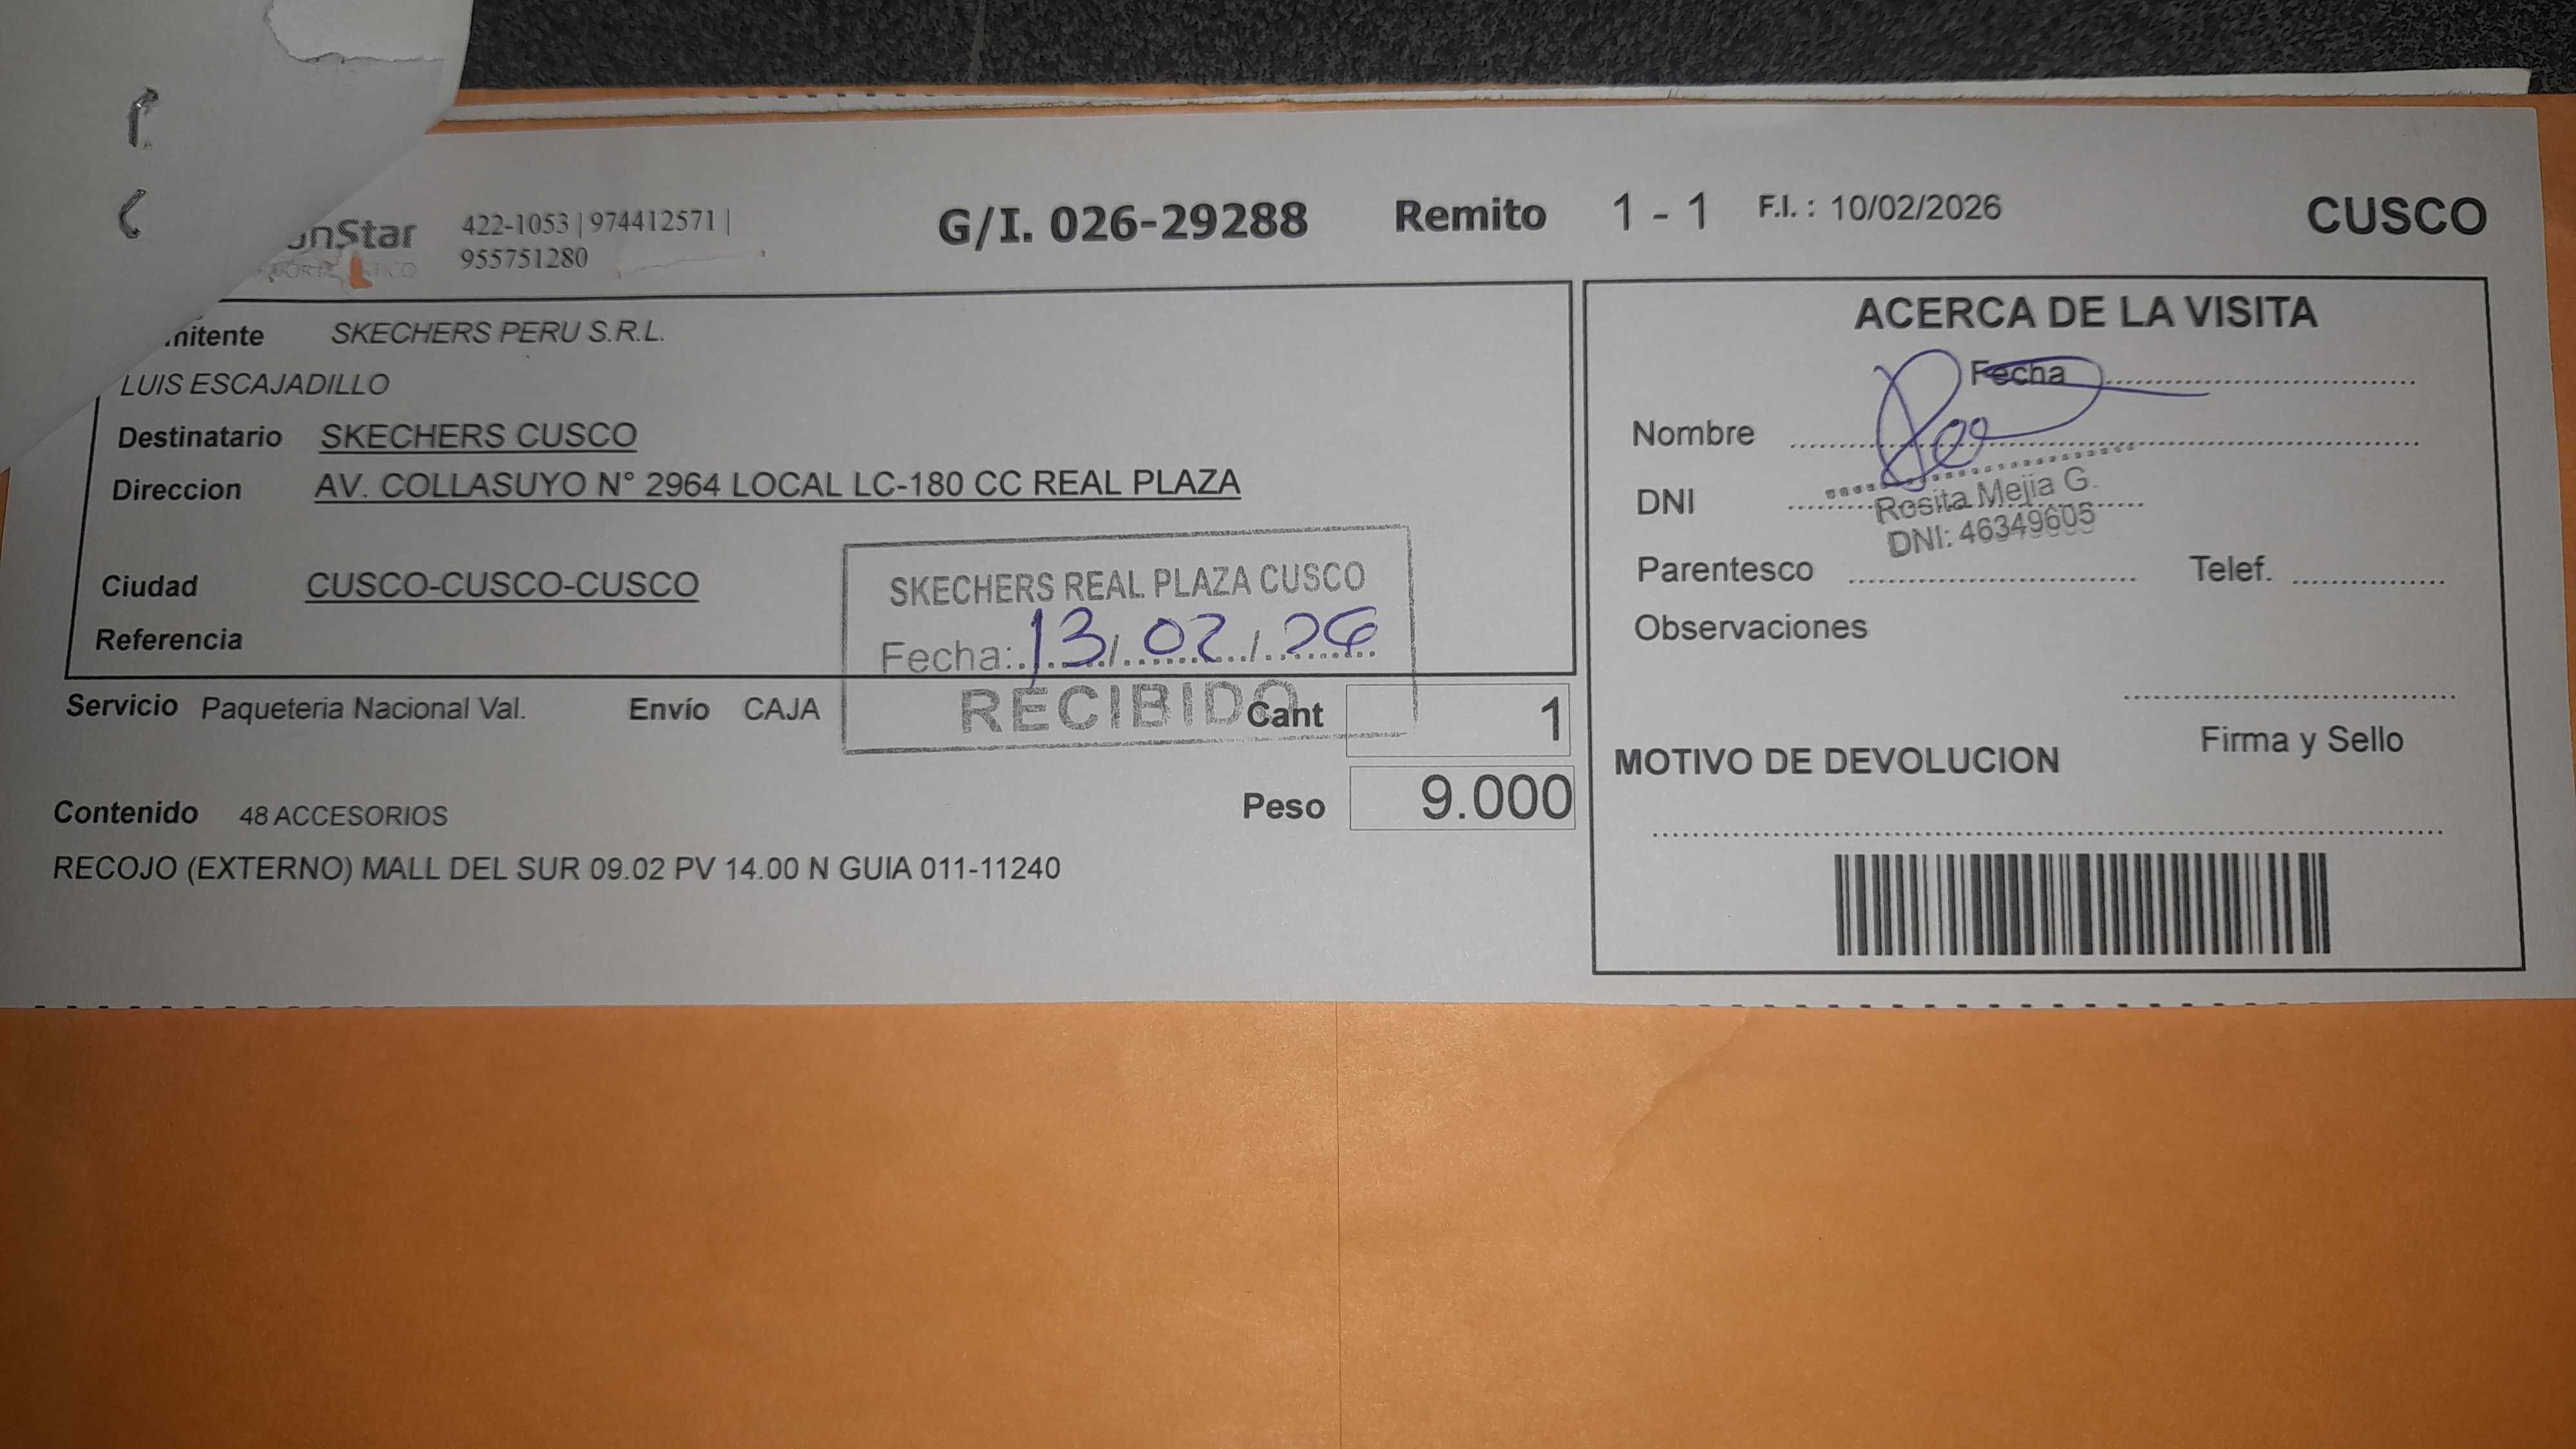 422-1053 | 974412571 |
955751280
G/I. 026-29288 Remito 1 - 1 F.I. : 10/02/2026 CUSCO
SKECHERS PERU S.R.L.
LUIS ESCAJADILLO
Destinatario SKECHERS CUSCO
Direccion AV. COLLASUYO N° 2964 LOCAL LC-180 CC REAL PLAZA
Ciudad CUSCO-CUSCO-CUSCO
Referencia
SKECHERS REAL PLAZA CUSCO
Fecha: 13/02/26
RECIBIDO
Servicio Paqueteria Nacional Val. Envío CAJA Cant 1
Peso 9.000
Contenido 48 ACCESORIOS
RECOJO (EXTERNO) MALL DEL SUR 09.02 PV 14.00 N GUIA 011-11240
ACERCA DE LA VISITA
Fecha
Nombre
DNI
Rosita Mejia G.
DNI: 46349605
Parentesco Telef.
Observaciones
Firma y Sello
MOTIVO DE DEVOLUCION